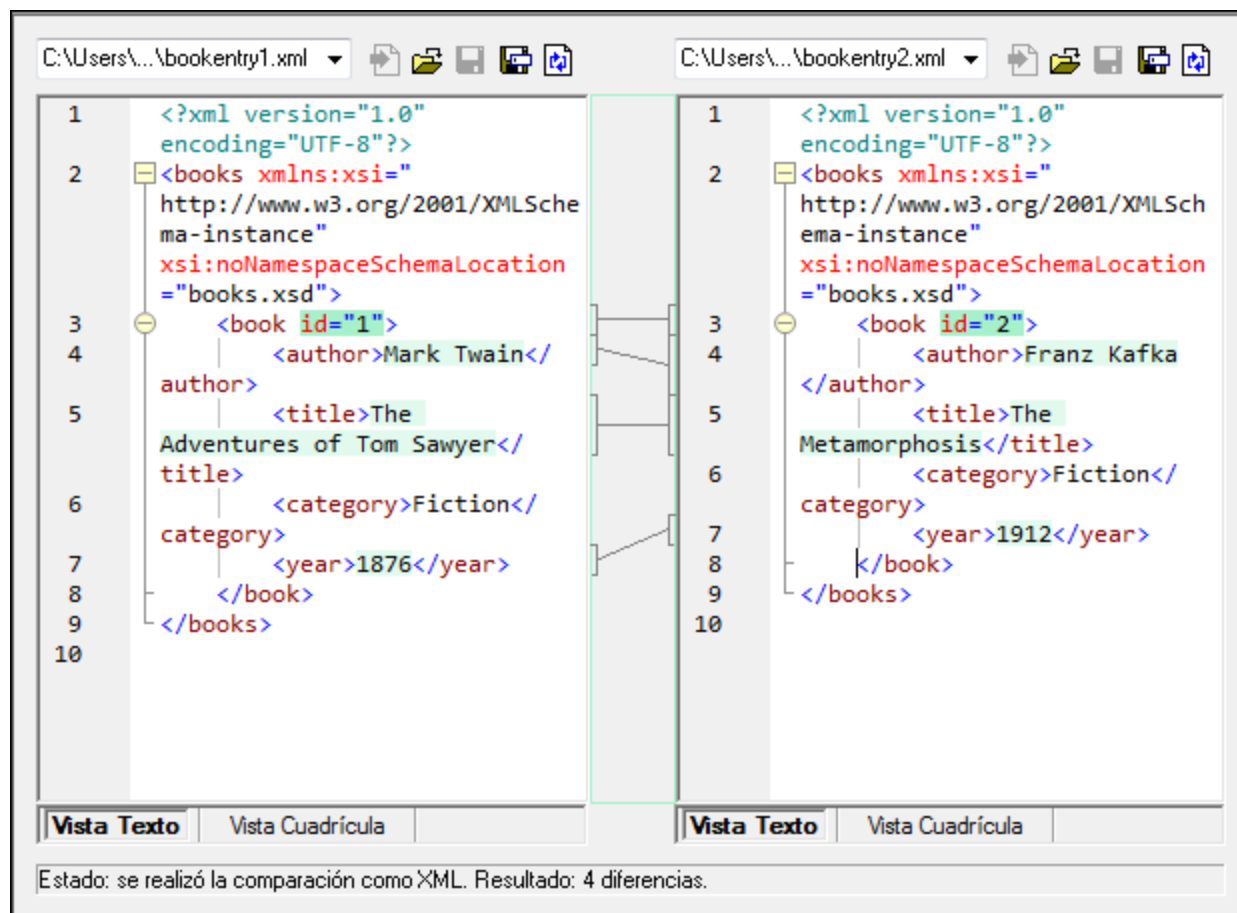 C:\Users\...\bookentry1.xml
1 <?xml version="1.0"
encoding="UTF-8"?>
2 <books xmlns:xsi="
http://www.w3.org/2001/XMLSche
ma-instance"
xsi:noNamespaceSchemaLocation
="books.xsd">
3 <book id="1">
4 <author>Mark Twain</
author>
5 <title>The
Adventures of Tom Sawyer</
title>
6 <category>Fiction</
category>
7 <year>1876</year>
8 </book>
9 </books>
10
Vista Texto
Vista Cuadrícula
C:\Users\...\bookentry2.xml
1 <?xml version="1.0"
encoding="UTF-8"?>
2 <books xmlns:xsi="
http://www.w3.org/2001/XMLSch
ema-instance"
xsi:noNamespaceSchemaLocation
="books.xsd">
3 <book id="2">
4 <author>Franz Kafka
</author>
5 <title>The
Metamorphosis</title>
6 <category>Fiction</
category>
7 <year>1912</year>
8 </book>
9 </books>
10
Vista Texto
Vista Cuadrícula
Estado: se realizó la comparación como XML. Resultado: 4 diferencias.